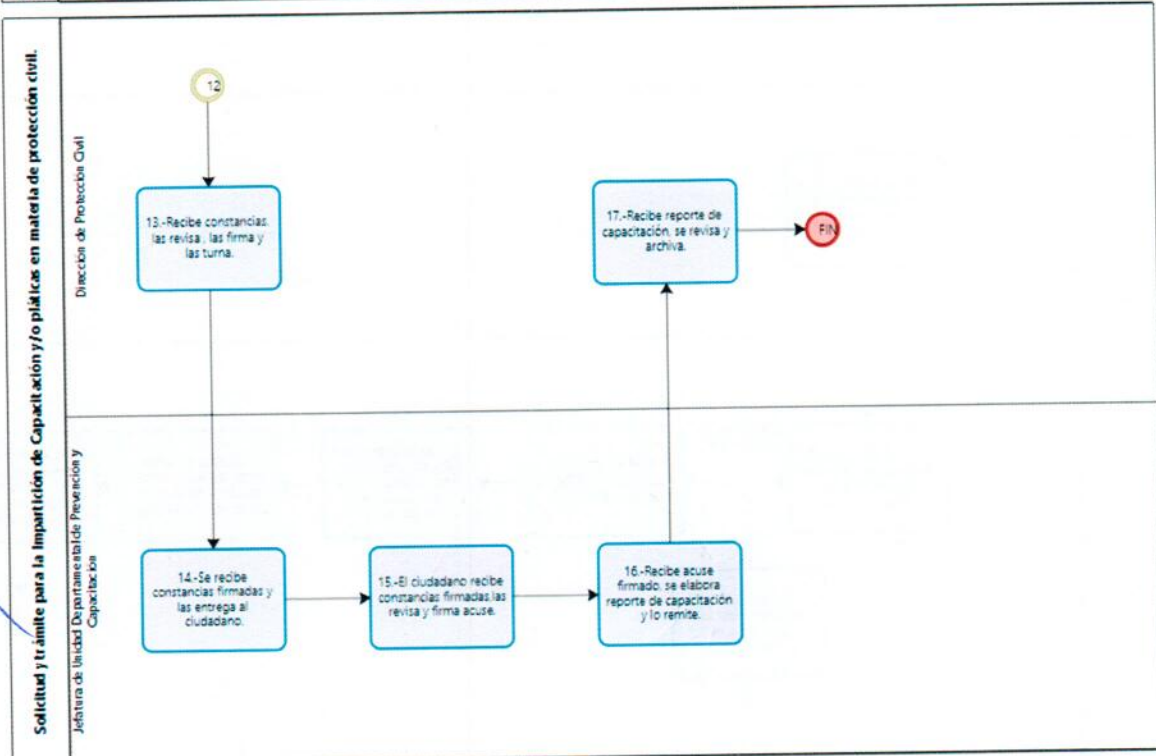 Solicitud y trámite para la Impartición de Capacitación y/o pláticas en materia de protección civil.
Dirección de Protección Civil
12
13.-Recibe constancias,
las revisa , las firma y
las turna.
17.-Recibe reporte de
capacitación, se revisa y
archiva.
FIN
Jefatura de Unidad Departamental de Prevención y
Capacitación
14.-Se recibe
constancias firmadas y
las entrega al
ciudadano.
15.-El ciudadano recibe
constancias firmadas,las
revisa y firma acuse.
16.-Recibe acuse
firmado, se elabora
reporte de capacitación
y lo remite.